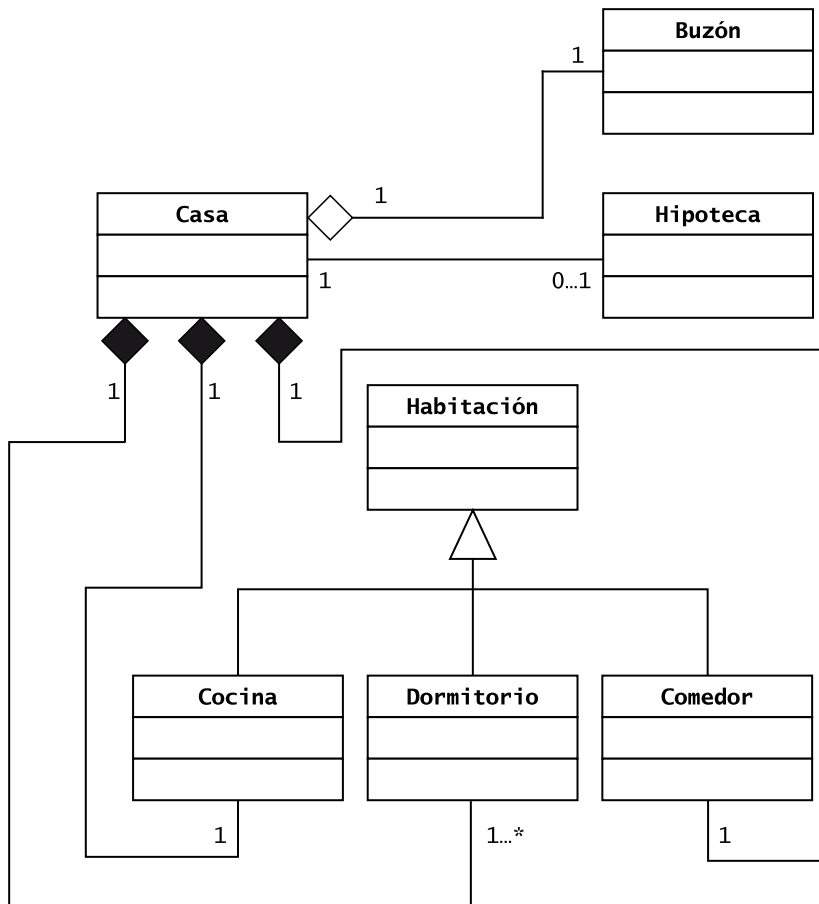 Buzón
1
1
Casa
Hipoteca
1
0...1
1
1
1
Habitación
Cocina
Dormitorio
Comedor
1
1...*
1